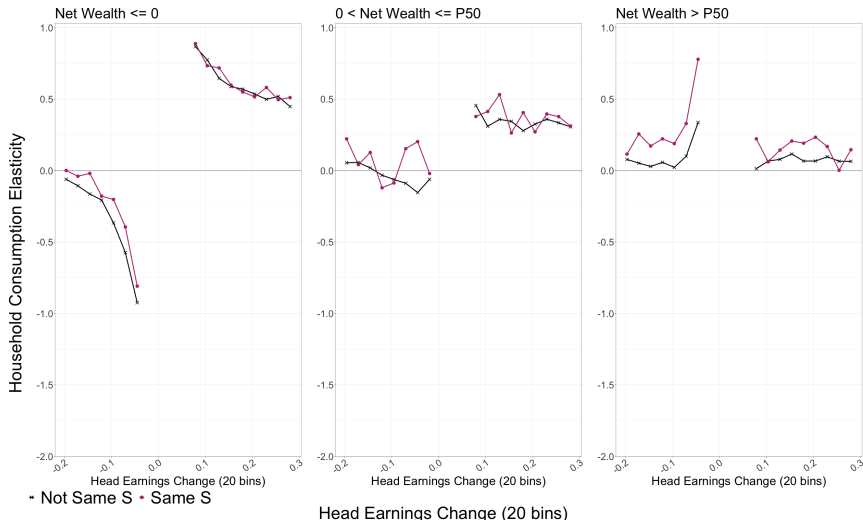 Net Wealth <= 0
0 < Net Wealth <= P50
Net Wealth > P50
Household Consumption Elasticity
1.0
0.5
0.0
-0.5
-1.0
-1.5
-2.0
-0.2 -0.1 0.0 0.1 0.2 0.3
Head Earnings Change (20 bins)
1.0
0.5
0.0
-0.5
-1.0
-1.5
-2.0
-0.2 -0.1 0.0 0.1 0.2 0.3
Head Earnings Change (20 bins)
1.0
0.5
0.0
-0.5
-1.0
-1.5
-2.0
-0.2 -0.1 0.0 0.1 0.2 0.3
Head Earnings Change (20 bins)
Not Same S Same S
Head Earnings Change (20 bins)